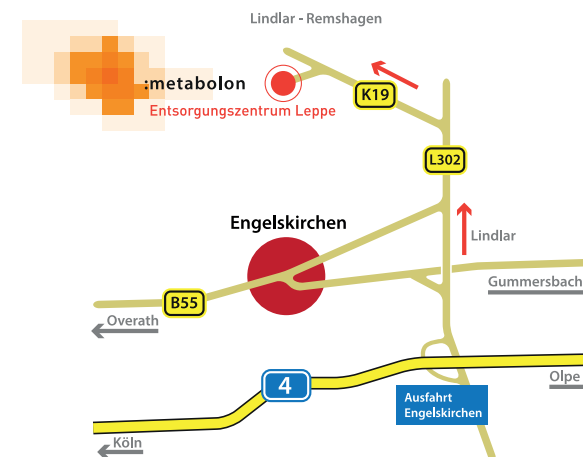 Lindlar - Remshagen
:metabolon
Entsorgungszentrum Leppe
K19
L302
Engelskirchen
Lindlar
Gummersbach
B55
Overath
4
Olpe
Ausfahrt
Engelskirchen
Köln